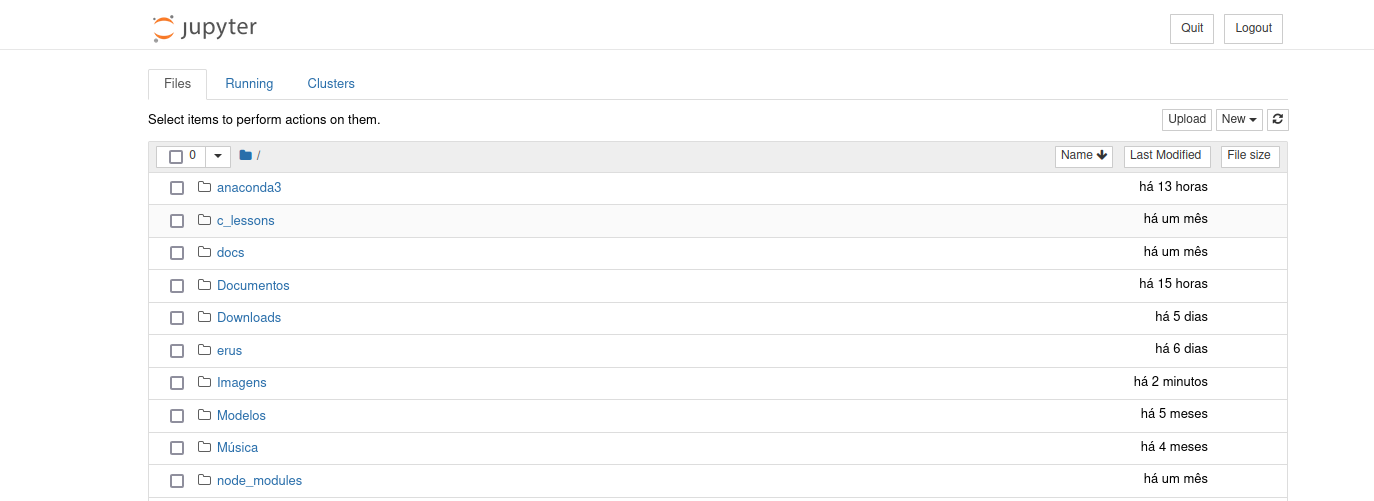 jupyter Quit Logout
Files Running Clusters
Select items to perform actions on them. Upload New
0 / Name Last Modified File size
anaconda3 há 13 horas
c_lessons há um mês
docs há um mês
Documentos há 15 horas
Downloads há 5 dias
erus há 6 dias
Imagens há 2 minutos
Modelos há 5 meses
Música há 4 meses
node_modules há um mês